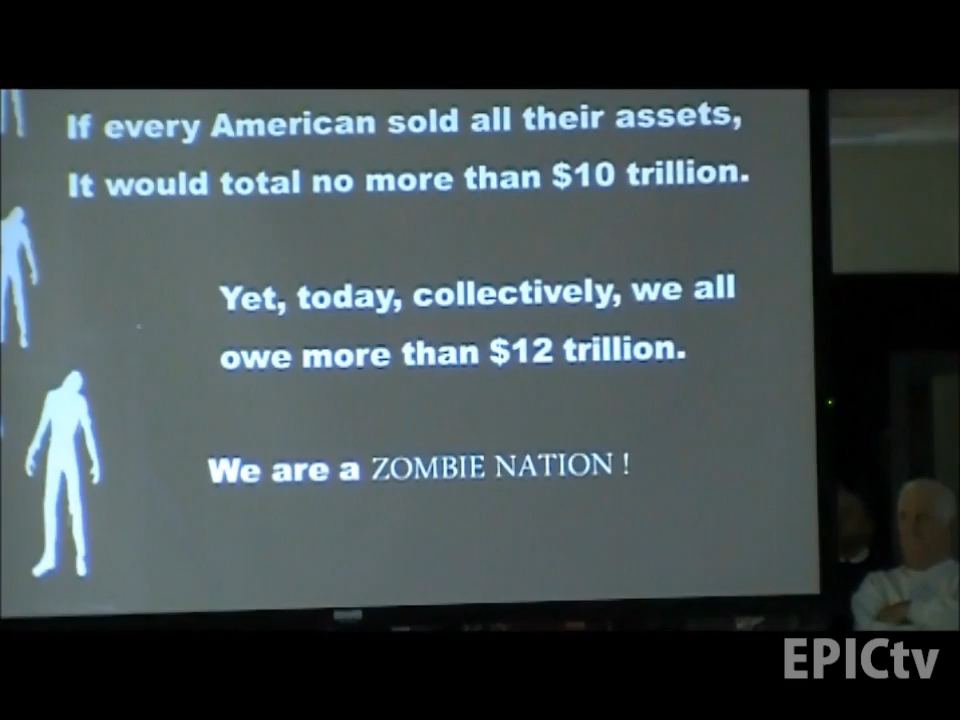 If every American sold all their assets,
It would total no more than $10 trillion.
Yet, today, collectively, we all
owe more than $12 trillion.
We are a ZOMBIE NATION !
EPICtv